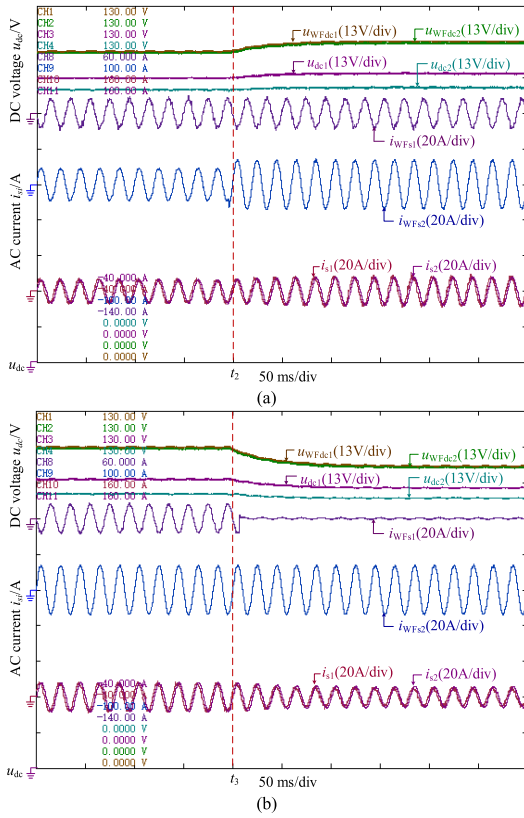 CH1 130.00 V
CH2 130.00 V
CH3 130.00 V
CH4 130.00 V
CH8 60.000 A
CH9 100.00 A
CH10 160.00 A
CH11 160.00 A
DC voltage u_dc/V
AC current i_si/A
u_WFdc1(13V/div)
u_WFdc2(13V/div)
u_dc1(13V/div)
u_dc2(13V/div)
i_WFs1(20A/div)
i_WFs2(20A/div)
i_s1(20A/div)
i_s2(20A/div)
-40.000 A
-140.00 A
0.0000 V
0.0000 V
0.0000 V
0.0000 V
u_dc
t_2
50 ms/div
(a)
CH1 130.00 V
CH2 130.00 V
CH3 130.00 V
CH4 130.00 V
CH8 60.000 A
CH9 100.00 A
CH10 160.00 A
CH11 160.00 A
DC voltage u_dc/V
AC current i_si/A
u_WFdc1(13V/div)
u_WFdc2(13V/div)
u_dc1(13V/div)
u_dc2(13V/div)
i_WFs1(20A/div)
i_WFs2(20A/div)
i_s1(20A/div)
i_s2(20A/div)
-40.000 A
-140.00 A
0.0000 V
0.0000 V
0.0000 V
0.0000 V
u_dc
t_3
50 ms/div
(b)